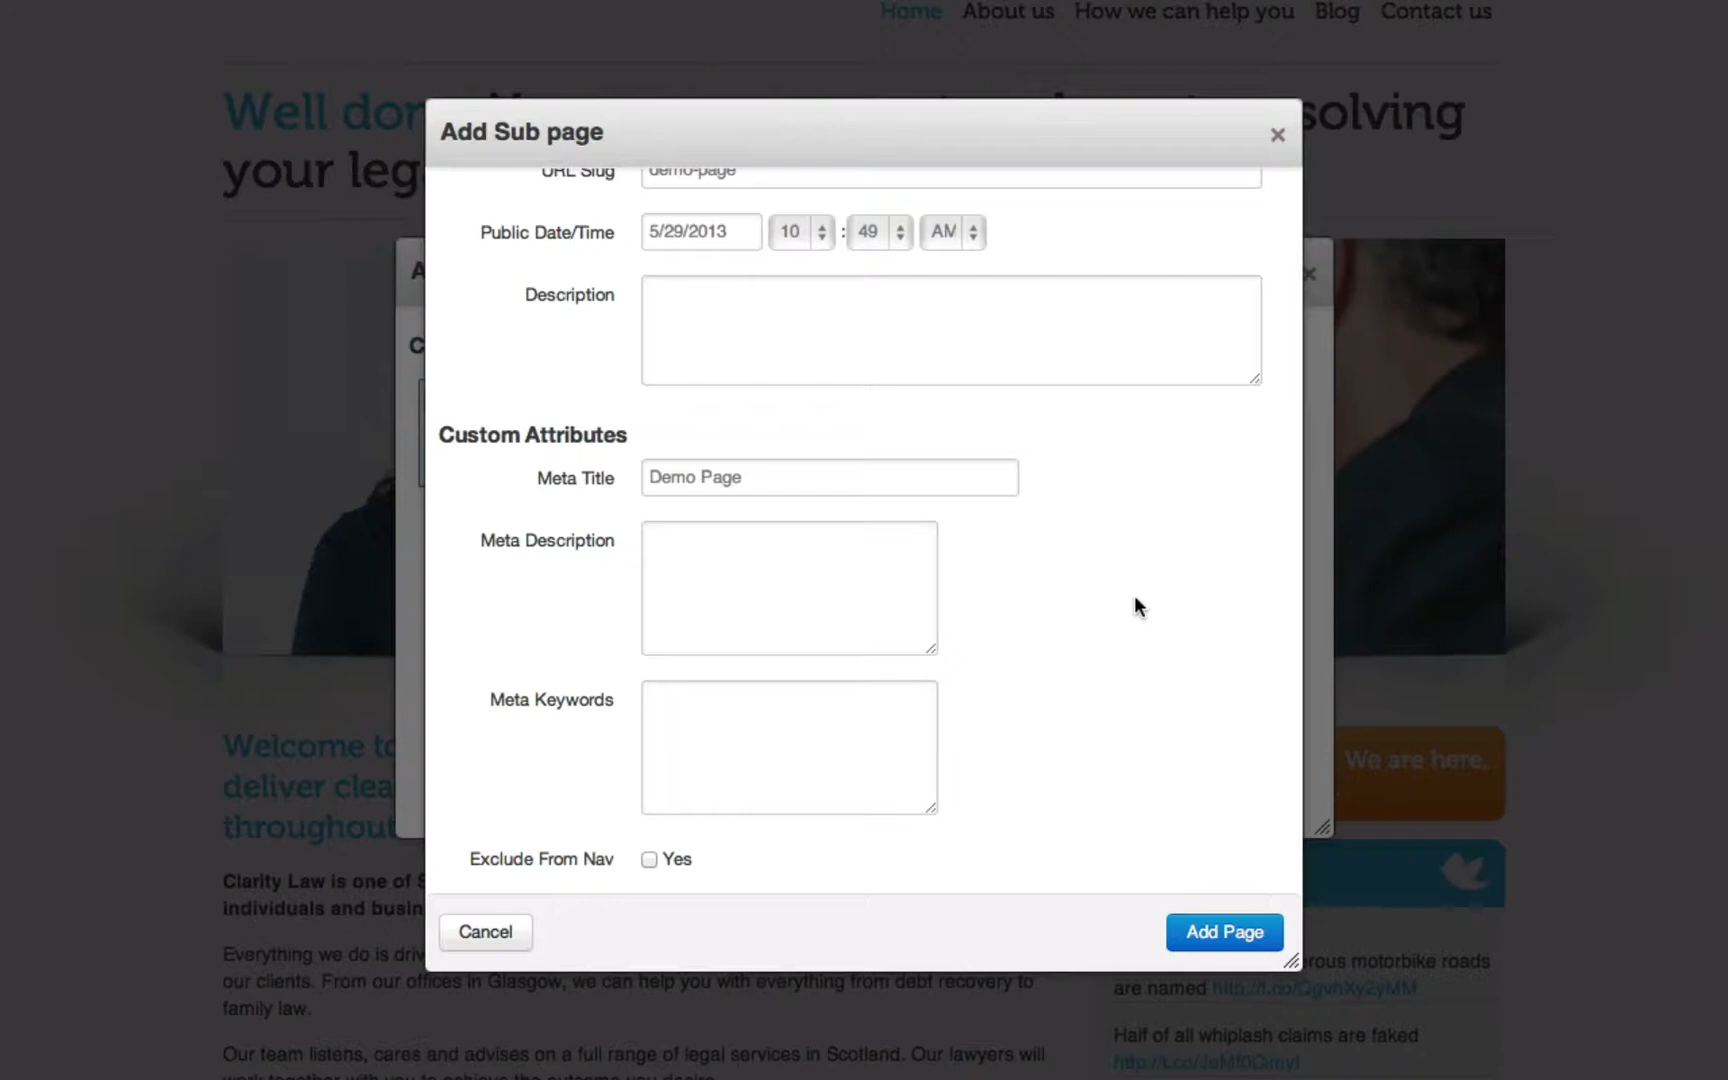 Home About us How we can help you Blog Contact us
Well don
solving
your leg
Add Sub page
URL Slug demo-page
Public Date/Time 5/29/2013 10 : 49 AM
Description
Custom Attributes
Meta Title Demo Page
Meta Description
Meta Keywords
Exclude From Nav Yes
Cancel Add Page
Welcome to
deliver clea
throughout
We are here.
Clarity Law is one of S
individuals and busin
Everything we do is driv
our clients. From our offices in Glasgow, we can help you with everything from debt recovery to
family law.
Our team listens, cares and advises on a full range of legal services in Scotland. Our lawyers will
erous motorbike roads
are named
Half of all whiplash claims are faked